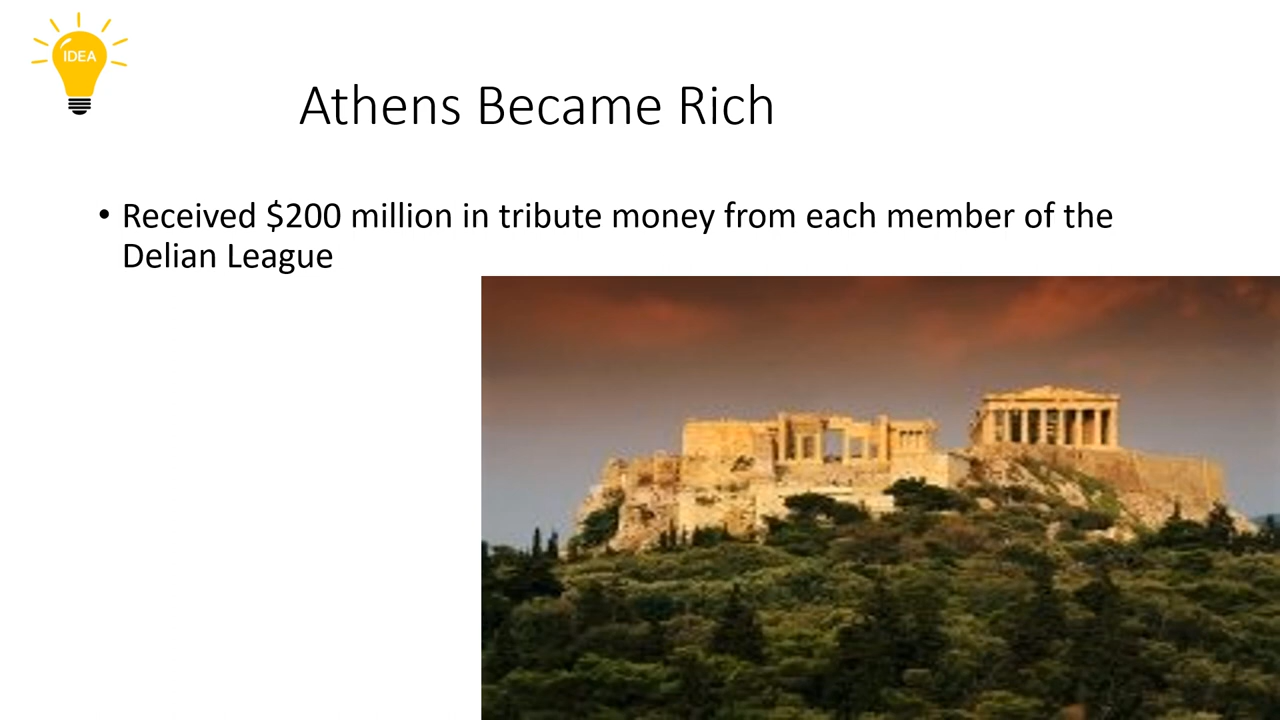 IDEA
Athens Became Rich
• Received $200 million in tribute money from each member of the
Delian League